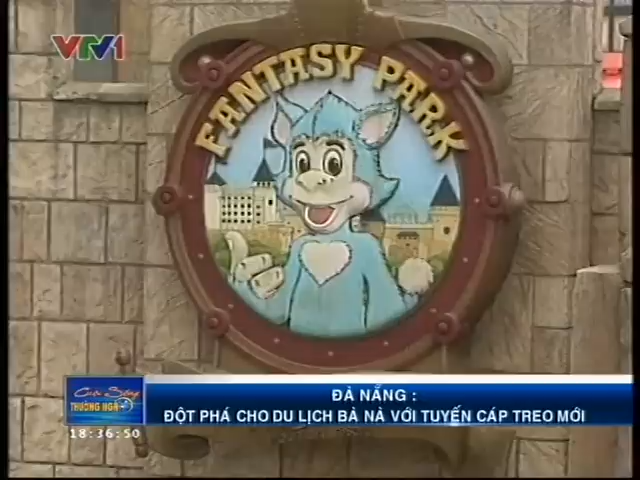 VTV1
FANTASY PARK
Cuộc Sống
THƯỜNG NGÀY
18:36:50
ĐÀ NẴNG :
ĐỘT PHÁ CHO DU LỊCH BÀ NÀ VỚI TUYẾN CÁP TREO MỚI